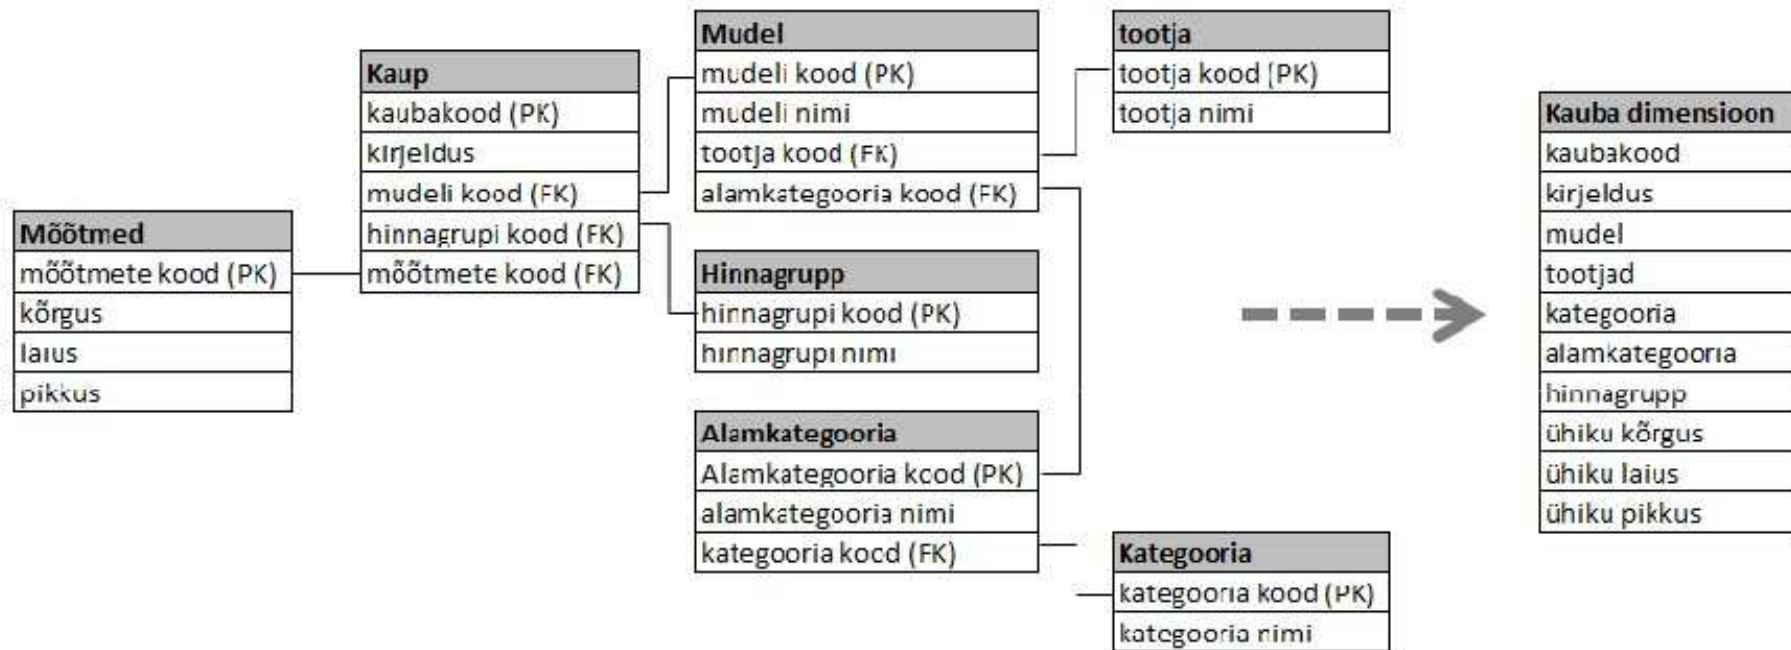 Mõõtmed
mõõtmete kood (PK)
kõrgus
laius
pikkus
Kaup
kaubakood (PK)
kirjeldus
mudeli kood (FK)
hinnagrupi kood (FK)
mõõtmete kood (FK)
Mudel
mudeli kood (PK)
mudeli nimi
tootja kood (FK)
alamkategooria kood (FK)
Hinnagrupp
hinnagrupi kood (PK)
hinnagrupi nimi
Alamkategooria
Alamkategooria kood (PK)
alamkategooria nimi
kategooria kood (FK)
tootja
tootja kood (PK)
tootja nimi
Kategooria
kategooria kood (PK)
kategooria nimi
Kauba dimensioon
kaubakood
kirjeldus
mudel
tootjad
kategooria
alamkategooria
hinnagrupp
ühiku kõrgus
ühiku laius
ühiku pikkus